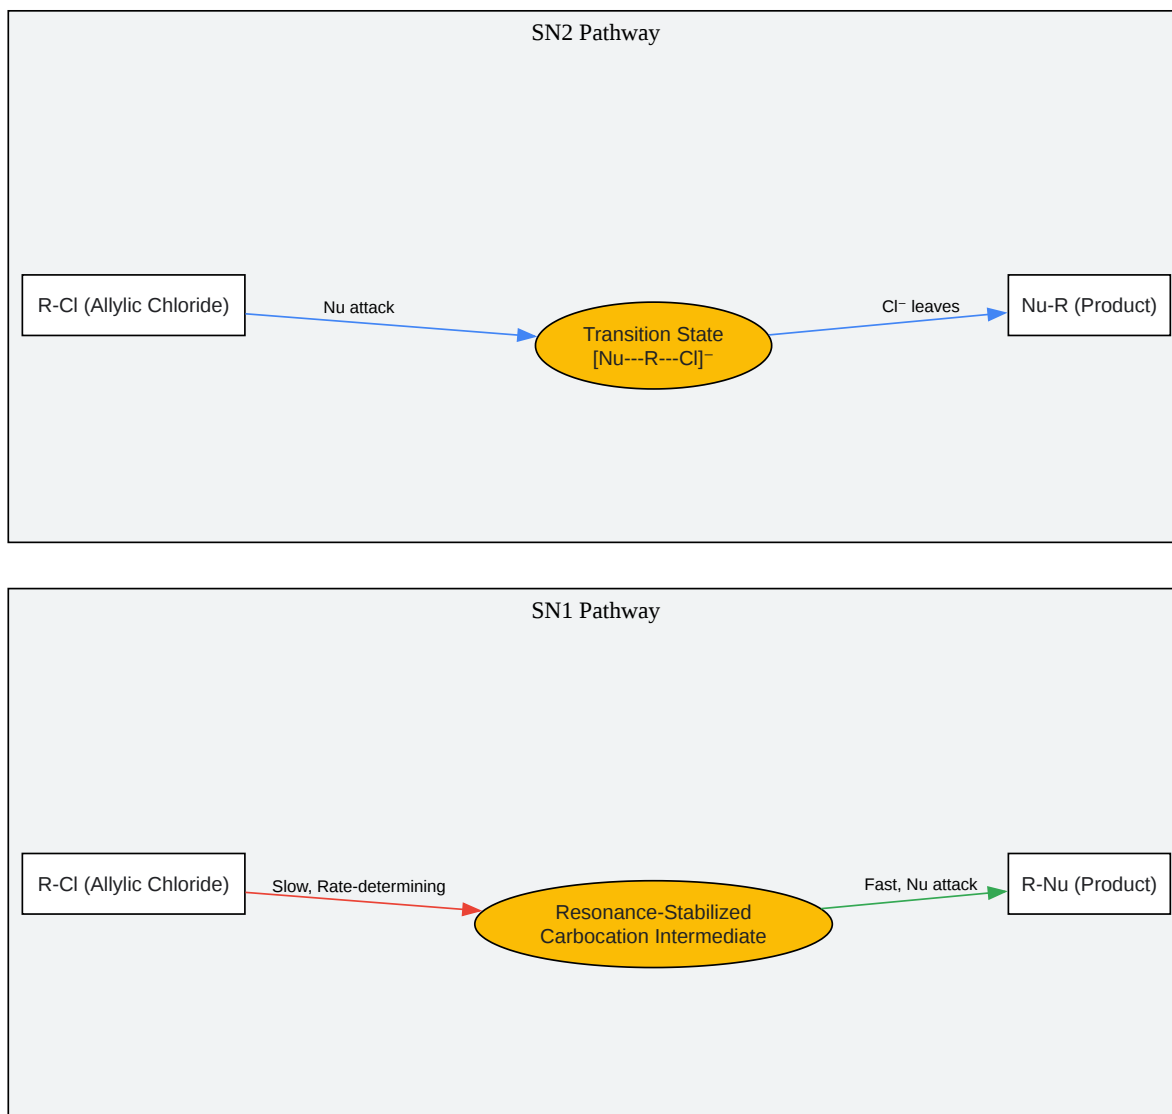 SN2 Pathway
R-Cl (Allylic Chloride)
Nu attack
Transition State
[Nu---R---Cl]⁻
Cl⁻ leaves
Nu-R (Product)
SN1 Pathway
R-Cl (Allylic Chloride)
Slow, Rate-determining
Resonance-Stabilized
Carbocation Intermediate
Fast, Nu attack
R-Nu (Product)